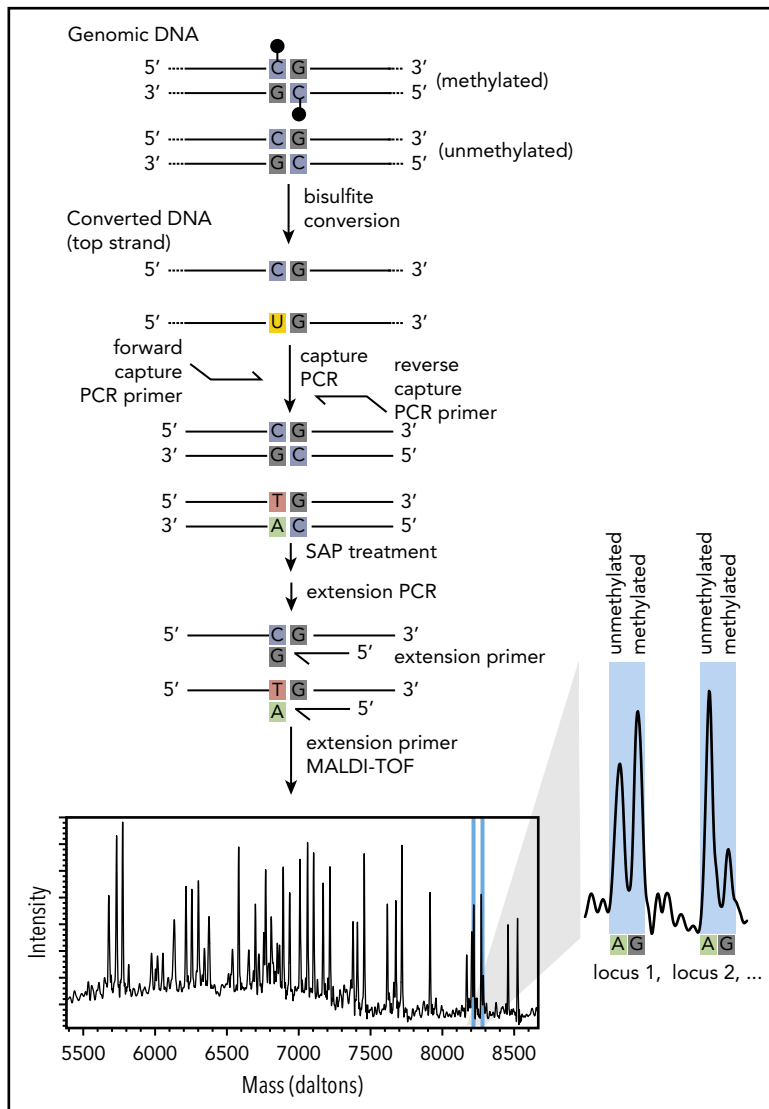 Genomic DNA
5′ C G 3′
3′ G C 5′
(methylated)
5′ C G 3′
3′ G C 5′
(unmethylated)
bisulfite
conversion
Converted DNA
(top strand)
5′ C G 3′
5′ U G 3′
forward
capture
PCR primer
capture
PCR
reverse
capture
PCR primer
5′ C G 3′
3′ G C 5′
5′ T G 3′
3′ A C 5′
SAP treatment
extension PCR
5′ C G 3′
G 5′ extension primer
5′ T G 3′
A 5′
extension primer
MALDI-TOF
Intensity
5400 6000 6500 7000 7500 8000 8500
Mass (daltons)
unmethylated
methylated
unmethylated
methylated
A G A G
locus 1, locus 2, ...